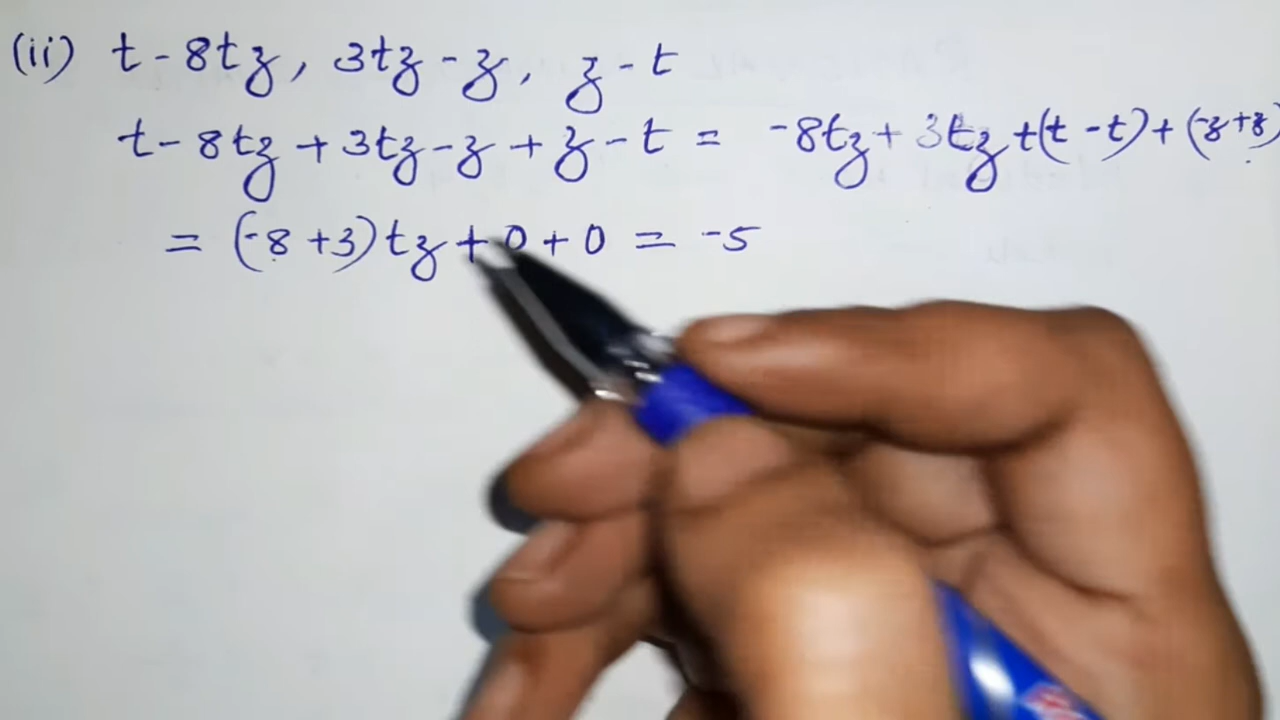 (ii) t - 8tz, 3tz - z, z - t
t - 8tz + 3tz - z + z - t = -8tz + 3tz + (t - t) + (-z + z)
= (-8 + 3) tz + 0 + 0 = -5